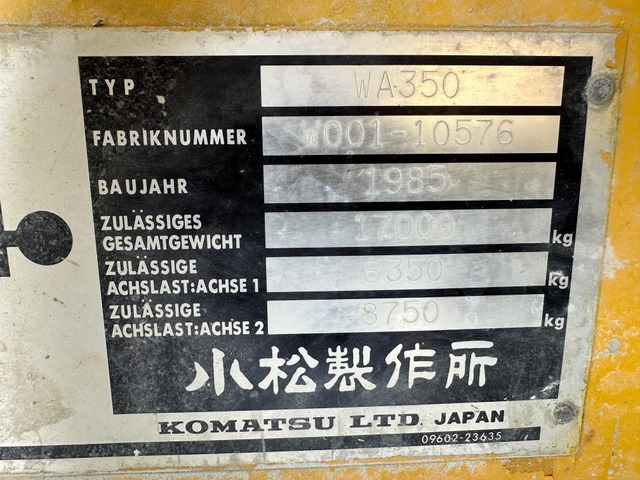 TYP WA350
FABRIKNUMMER W001-10576
BAUJAHR 1985
ZULÄSSIGES
GESAMTGEWICHT 17000 kg
ZULÄSSIGE
ACHSLAST:ACHSE 1 8350 kg
ZULÄSSIGE
ACHSLAST:ACHSE 2 8750 kg
小松製作所
KOMATSU LTD. JAPAN
09602-23635